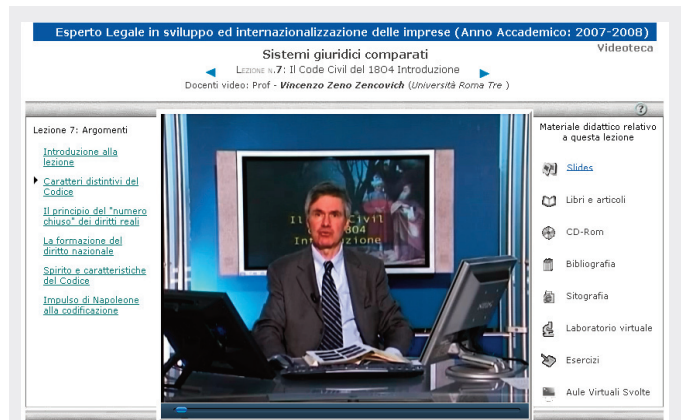 Esperto Legale in sviluppo ed internazionalizzazione delle imprese (Anno Accademico: 2007-2008)
Videoteca
Sistemi giuridici comparati
Lezione n.7: Il Code Civil del 1804 Introduzione
Docenti video: Prof - Vincenzo Zeno Zencovich (Università Roma Tre )
?
Lezione 7: Argomenti
Introduzione alla
lezione
Caratteri distintivi del
Codice
Il principio del "numero
chiuso" dei diritti reali
La formazione del
diritto nazionale
Spirito e caratteristiche
del Codice
Impulso di Napoleone
alla codificazione
Il Civil
804
Int ione
Materiale didattico relativo
a questa lezione
Slides
Libri e articoli
CD-Rom
Bibliografia
Sitografia
Laboratorio virtuale
Esercizi
Aule Virtuali Svolte